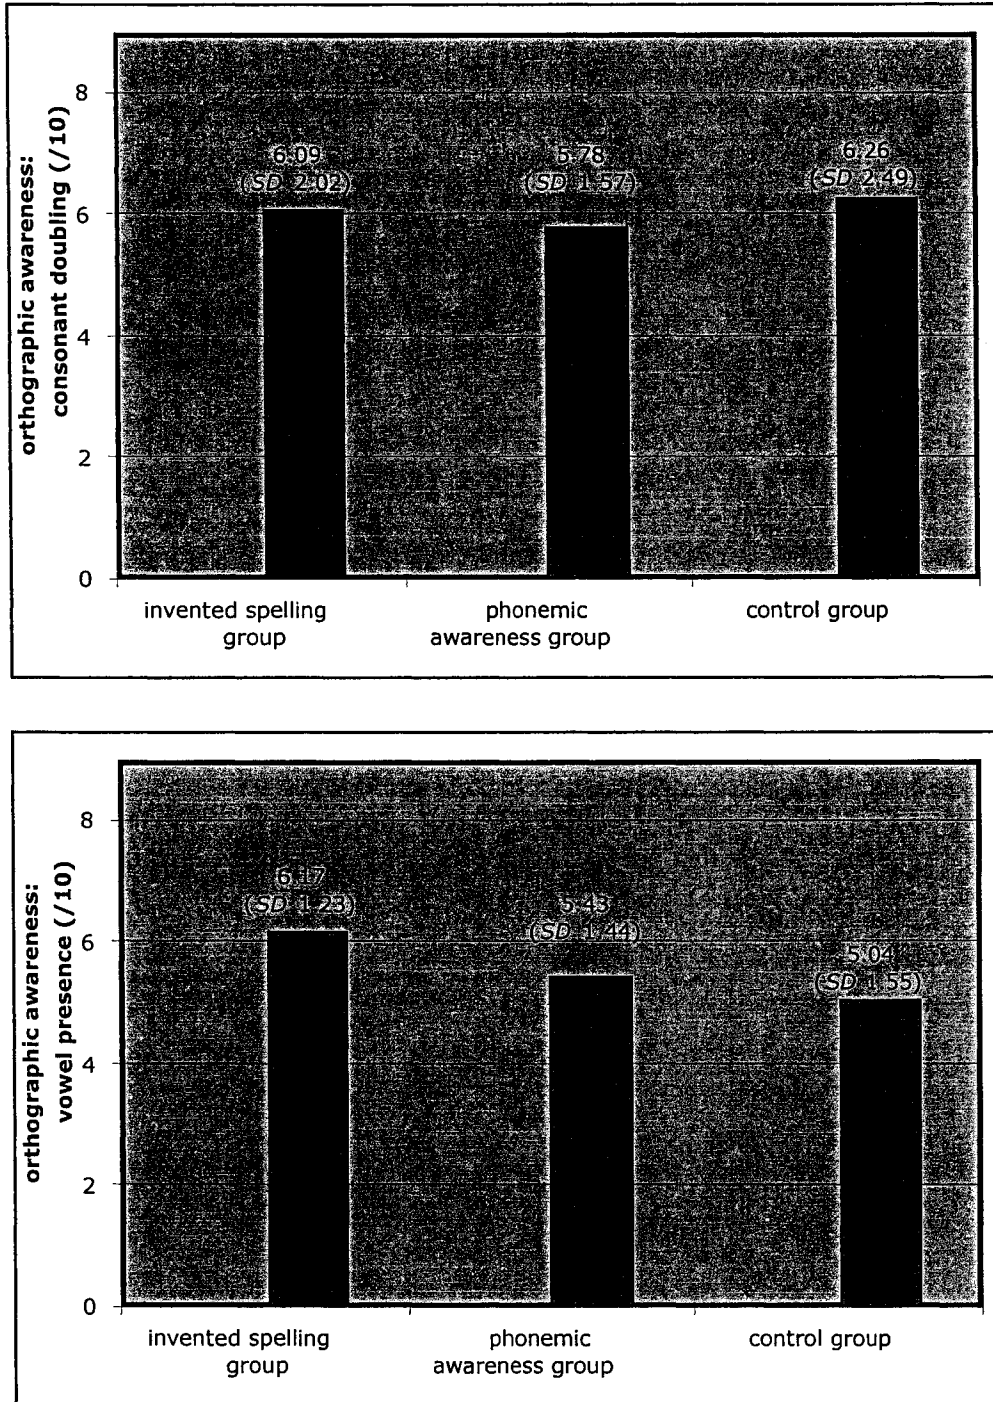 orthographic awareness:
consonant doubling (/10)
8
6
4
2
0
6.09
(SD 2.02)
5.78
(SD 1.57)
6.26
(SD 2.49)
invented spelling
group
phonemic
awareness group
control group
orthographic awareness:
vowel presence (/10)
8
6
4
2
0
6.17
(SD 1.23)
5.43
(SD 1.44)
5.04
(SD 1.55)
invented spelling
group
phonemic
awareness group
control group